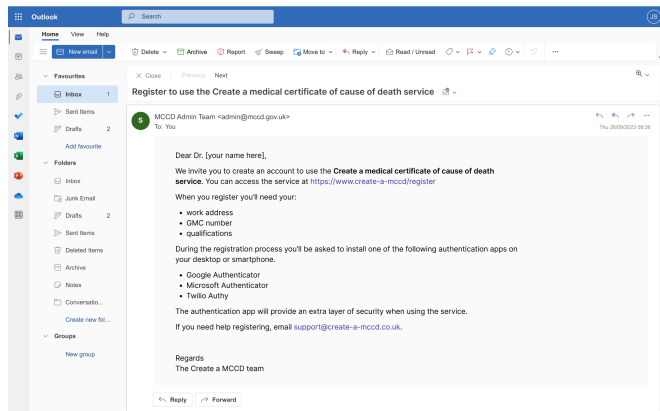 Outlook
Search
JS
Home View Help
New email
Delete Archive Report Sweep Move to Reply Read / Unread
Favourites
Inbox 1
Sent Items
Drafts 2
Add favourite
Folders
Inbox
Junk Email
Drafts 2
Sent Items
Deleted Items
Archive
Notes
Conversatio...
Create new fol...
Groups
New group
Close Previous Next
Register to use the Create a medical certificate of cause of death service
S
MCCD Admin Team <admin@mccd.gov.uk>
To: You
Thu 26/09/2023 09:26
Dear Dr. [your name here],
We invite you to create an account to use the Create a medical certificate of cause of death
service. You can access the service at https://www.create-a-mccd/register
When you register you'll need your:
• work address
• GMC number
• qualifications
During the registration process you'll be asked to install one of the following authentication apps on
your desktop or smartphone.
• Google Authenticator
• Microsoft Authenticator
• Twilio Authy
The authentication app will provide an extra layer of security when using the service.
If you need help registering, email support@create-a-mccd.co.uk.
Regards
The Create a MCCD team
Reply Forward